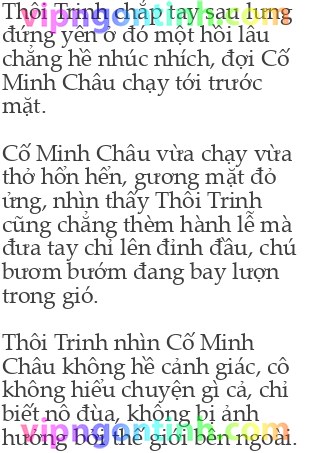 Thôi Trinh chắp tay sau lưng
đứng yên ở đó một hồi lâu
chẳng hề nhúc nhích, đợi Cố
Minh Châu chạy tới trước
mặt.

Cố Minh Châu vừa chạy vừa
thở hổn hển, gương mặt đỏ
ửng, nhìn thấy Thôi Trinh
cũng chẳng thèm hành lễ mà
đưa tay chỉ lên đỉnh đầu, chú
bươm bướm đang bay lượn
trong gió.

Thôi Trinh nhìn Cố Minh
Châu không hề cảnh giác, cô
không hiểu chuyện gì cả, chỉ
biết nô đùa, không bị ảnh
hưởng bởi thế giới bên ngoài.
vipngontinh.com
vipngontinh.com